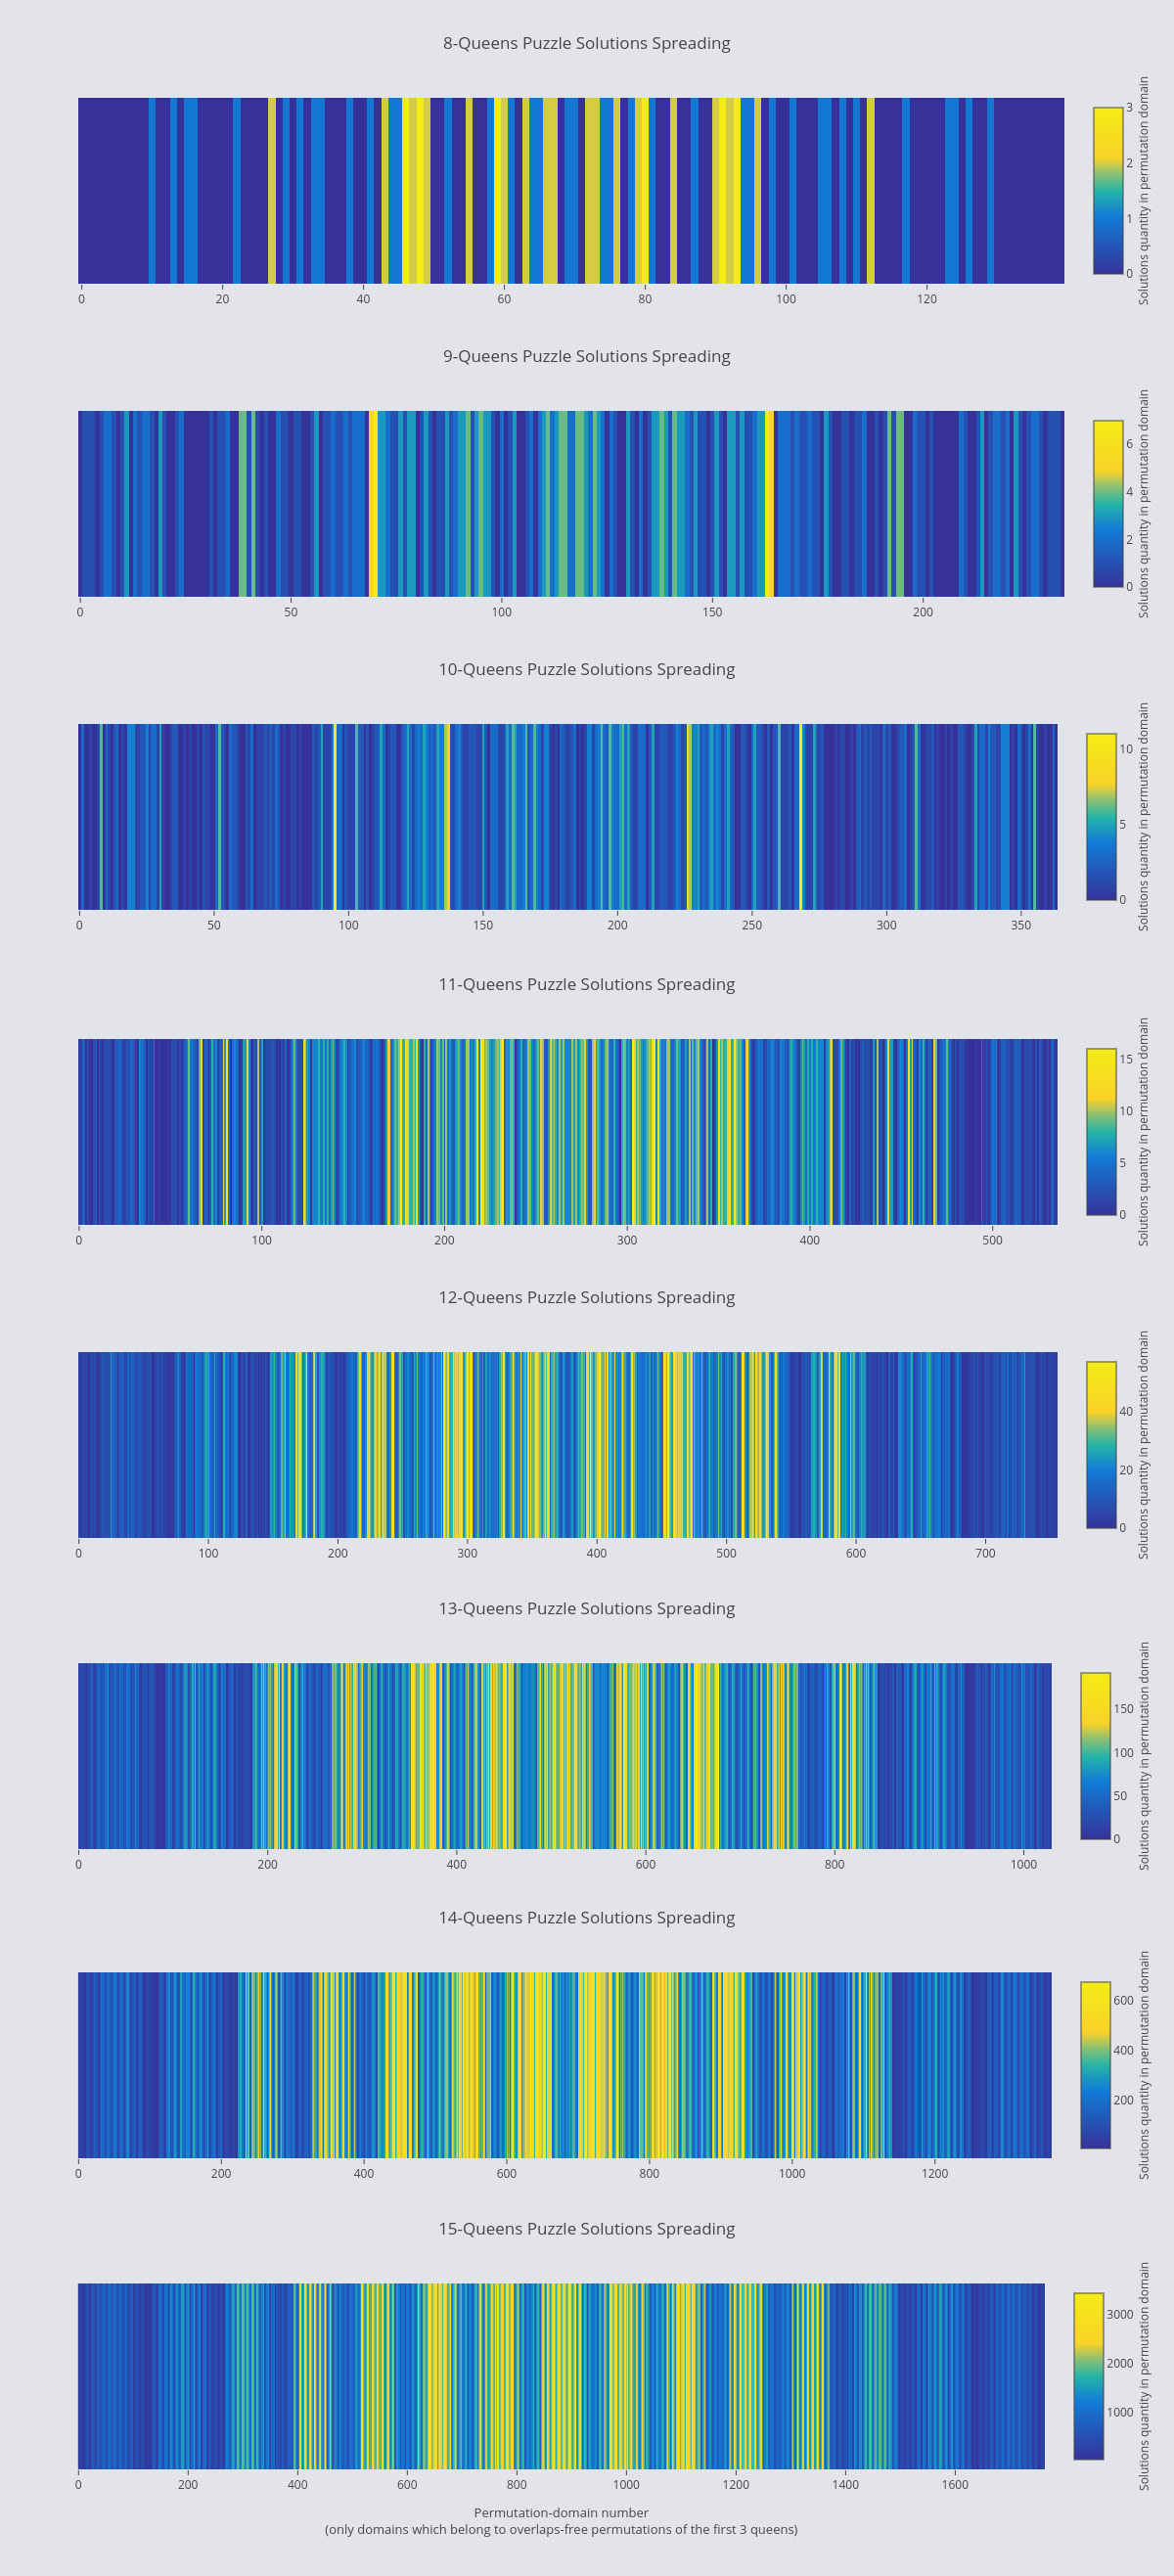 8-Queens Puzzle Solutions Spreading
3
2
1
0
Solutions quantity in permutation domain
0 20 40 60 80 100 120
9-Queens Puzzle Solutions Spreading
6
4
2
0
Solutions quantity in permutation domain
0 50 100 150 200
10-Queens Puzzle Solutions Spreading
10
5
0
Solutions quantity in permutation domain
0 50 100 150 200 250 300 350
11-Queens Puzzle Solutions Spreading
15
10
5
0
Solutions quantity in permutation domain
0 100 200 300 400 500
12-Queens Puzzle Solutions Spreading
40
20
0
Solutions quantity in permutation domain
0 100 200 300 400 500 600 700
13-Queens Puzzle Solutions Spreading
150
100
50
0
Solutions quantity in permutation domain
0 200 400 600 800 1000
14-Queens Puzzle Solutions Spreading
600
400
200
Solutions quantity in permutation domain
0 200 400 600 800 1000 1200
15-Queens Puzzle Solutions Spreading
3000
2000
1000
Solutions quantity in permutation domain
0 200 400 600 800 1000 1200 1400 1600
Permutation-domain number
(only domains which belong to overlaps-free permutations of the first 3 queens)